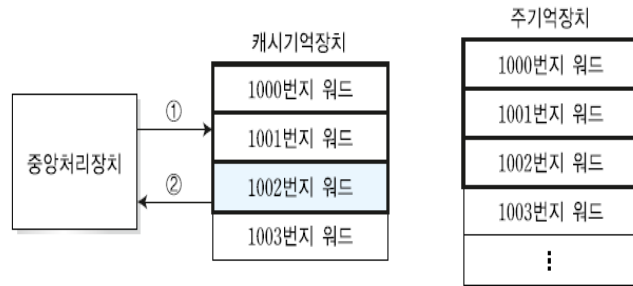 캐시기억장치
주기억장치
중앙처리장치
①
②
1000번지 워드
1001번지 워드
1002번지 워드
1003번지 워드
1000번지 워드
1001번지 워드
1002번지 워드
1003번지 워드
⋮